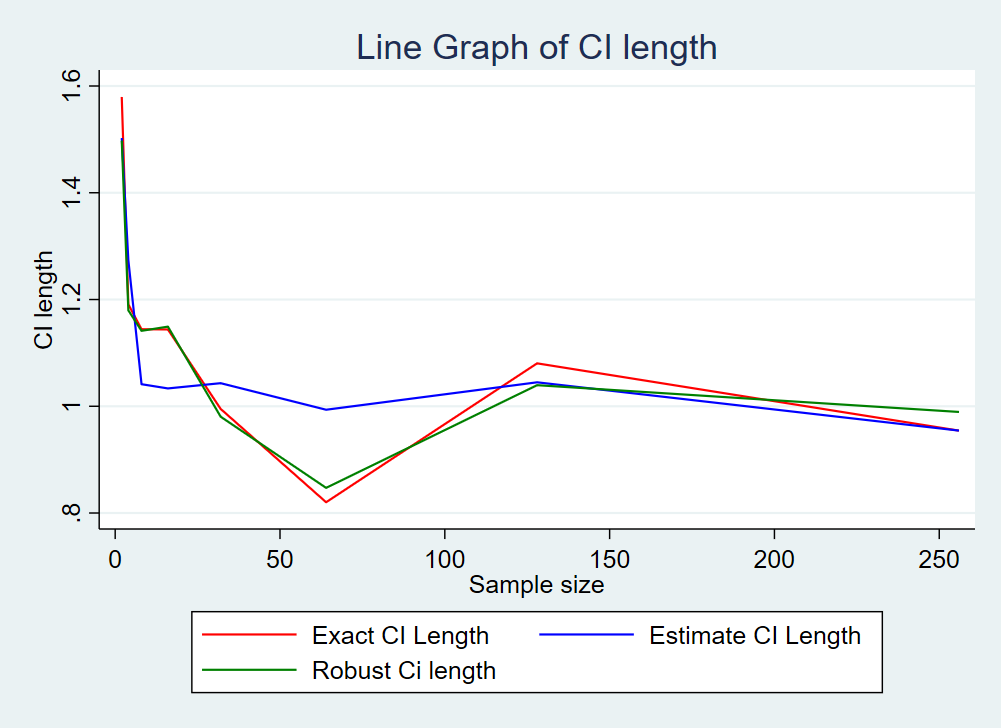 Line Graph of CI length
1.6
1.4
1.2
1
.8
CI length
0 50 100 150 200 250
Sample size
Exact CI Length Estimate CI Length
Robust Ci length